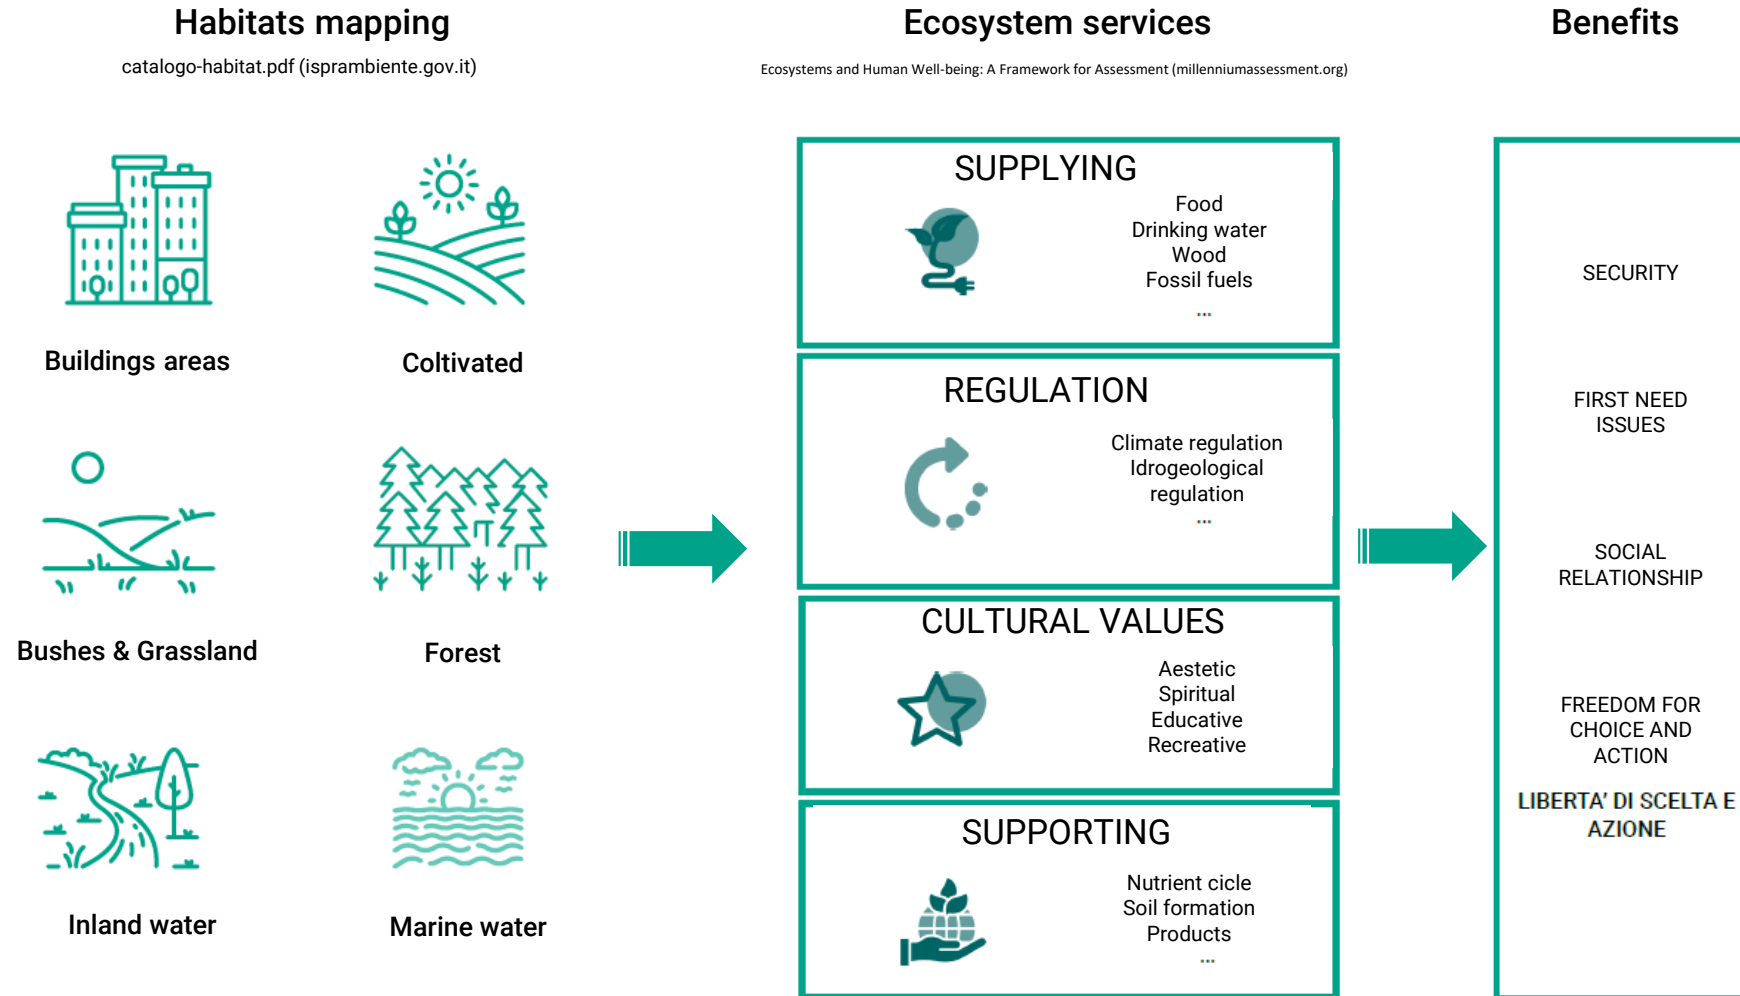 Habitats mapping
catalogo-habitat.pdf (isprambiente.gov.it)
Buildings areas
Coltivated
Bushes & Grassland
Forest
Inland water
Marine water
Ecosystem services
Ecosystems and Human Well-being: A Framework for Assessment (millenniumassessment.org)
SUPPLYING
Food
Drinking water
Wood
Fossil fuels
...
REGULATION
Climate regulation
Idrogeological
regulation
...
CULTURAL VALUES
Aestetic
Spiritual
Educative
Recreative
SUPPORTING
Nutrient cicle
Soil formation
Products
...
Benefits
SECURITY
FIRST NEED
ISSUES
SOCIAL
RELATIONSHIP
FREEDOM FOR
CHOICE AND
ACTION
LIBERTA' DI SCELTA E
AZIONE